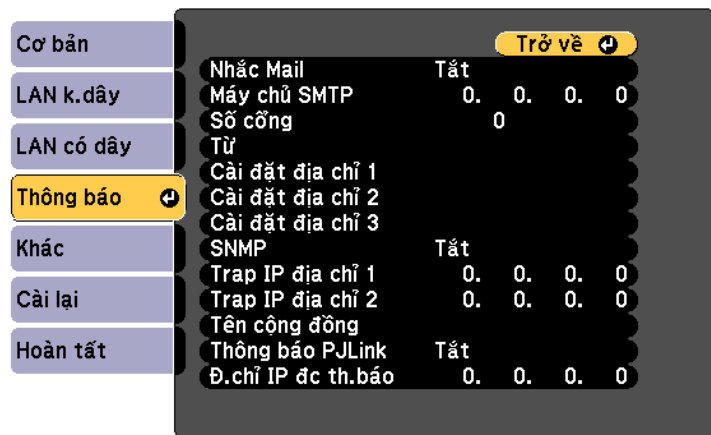 Cơ bản
LAN k.dây
LAN có dây
Thông báo
Khác
Cài lại
Hoàn tất
Trở về
Nhắc Mail Tắt
Máy chủ SMTP 0. 0. 0. 0
Số cổng 0
Từ
Cài đặt địa chỉ 1
Cài đặt địa chỉ 2
Cài đặt địa chỉ 3
SNMP Tắt
Trap IP địa chỉ 1 0. 0. 0. 0
Trap IP địa chỉ 2 0. 0. 0. 0
Tên cộng đồng
Thông báo PJLink Tắt
Đ.chỉ IP đc th.báo 0. 0. 0. 0